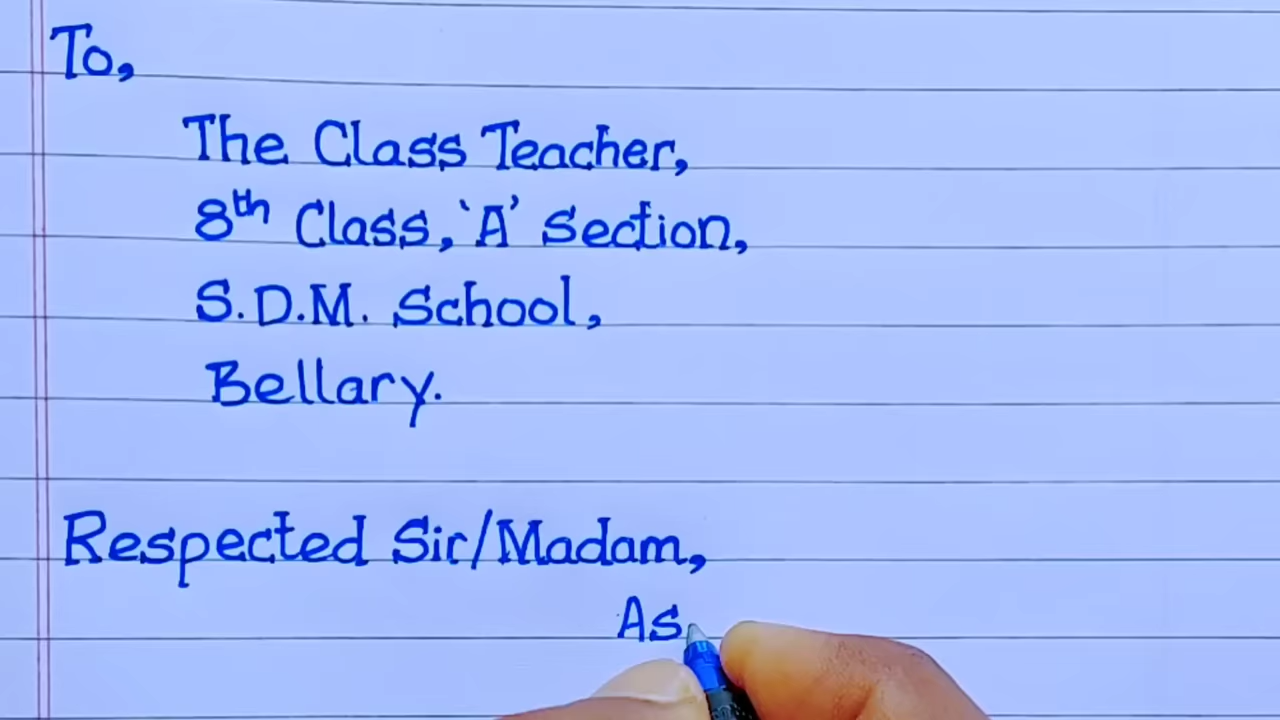 To,
The Class Teacher,
8th Class, 'A' Section,
S.D.M. School,
Bellary.
Respected Sir/Madam,
As